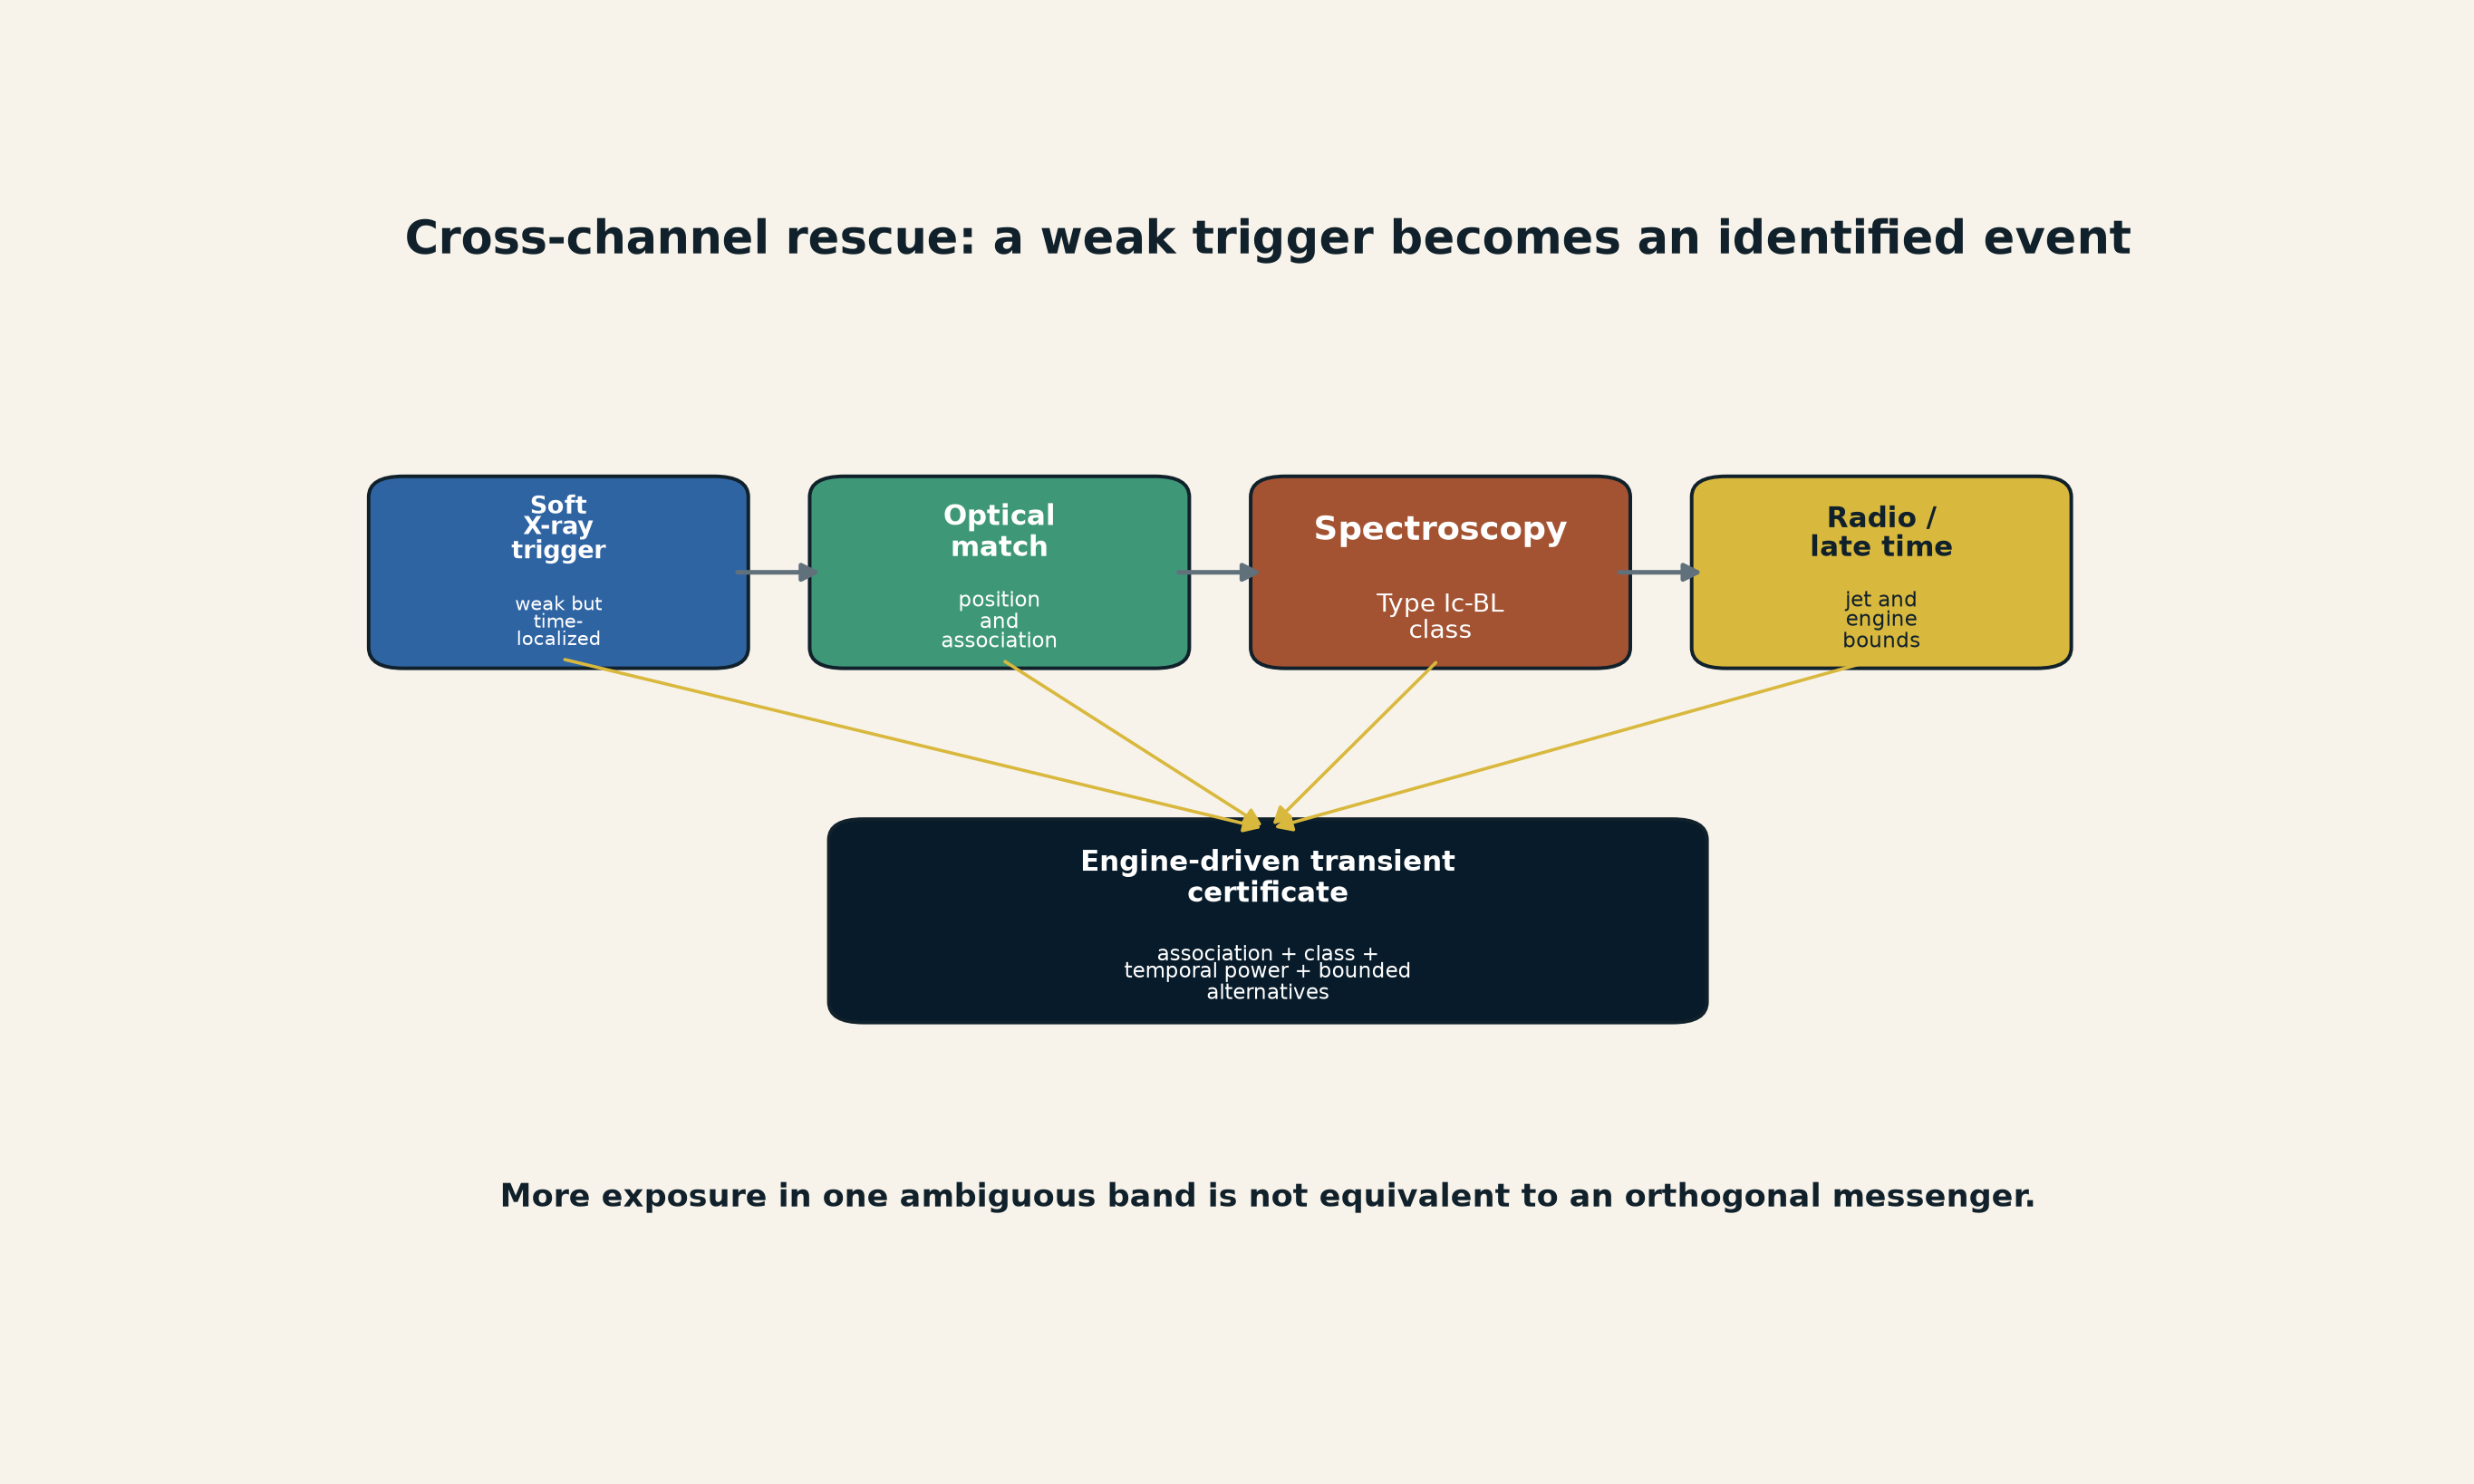 Cross-channel rescue: a weak trigger becomes an identified event
Soft
X-ray
trigger
weak but
time-
localized
Optical
match
position
and
association
Spectroscopy
Type Ic-BL
class
Radio /
late time
jet and
engine
bounds
Engine-driven transient
certificate
association + class +
temporal power + bounded
alternatives
More exposure in one ambiguous band is not equivalent to an orthogonal messenger.